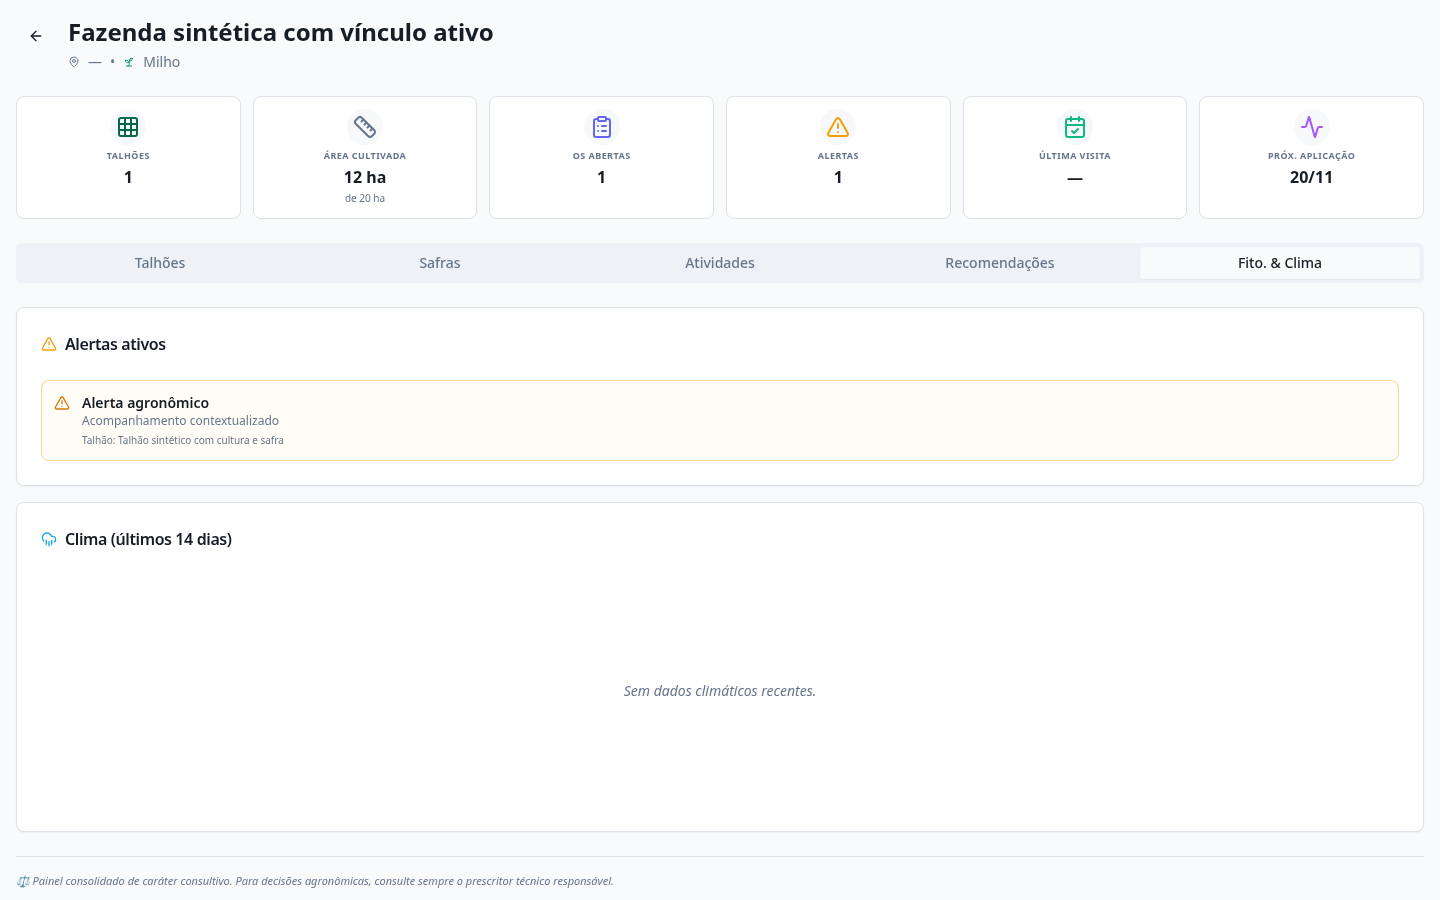 Fazenda sintética com vínculo ativo
— • Milho
TALHÕES
1
ÁREA CULTIVADA
12 ha
de 20 ha
OS ABERTAS
1
ALERTAS
1
ÚLTIMA VISITA
—
PRÓX. APLICAÇÃO
20/11
Talhões
Safras
Atividades
Recomendações
Fito. & Clima
Alertas ativos
Alerta agronômico
Acompanhamento contextualizado
Talhão: Talhão sintético com cultura e safra
Clima (últimos 14 dias)
Sem dados climáticos recentes.
⚖️ Painel consolidado de caráter consultivo. Para decisões agronômicas, consulte sempre o prescritor técnico responsável.